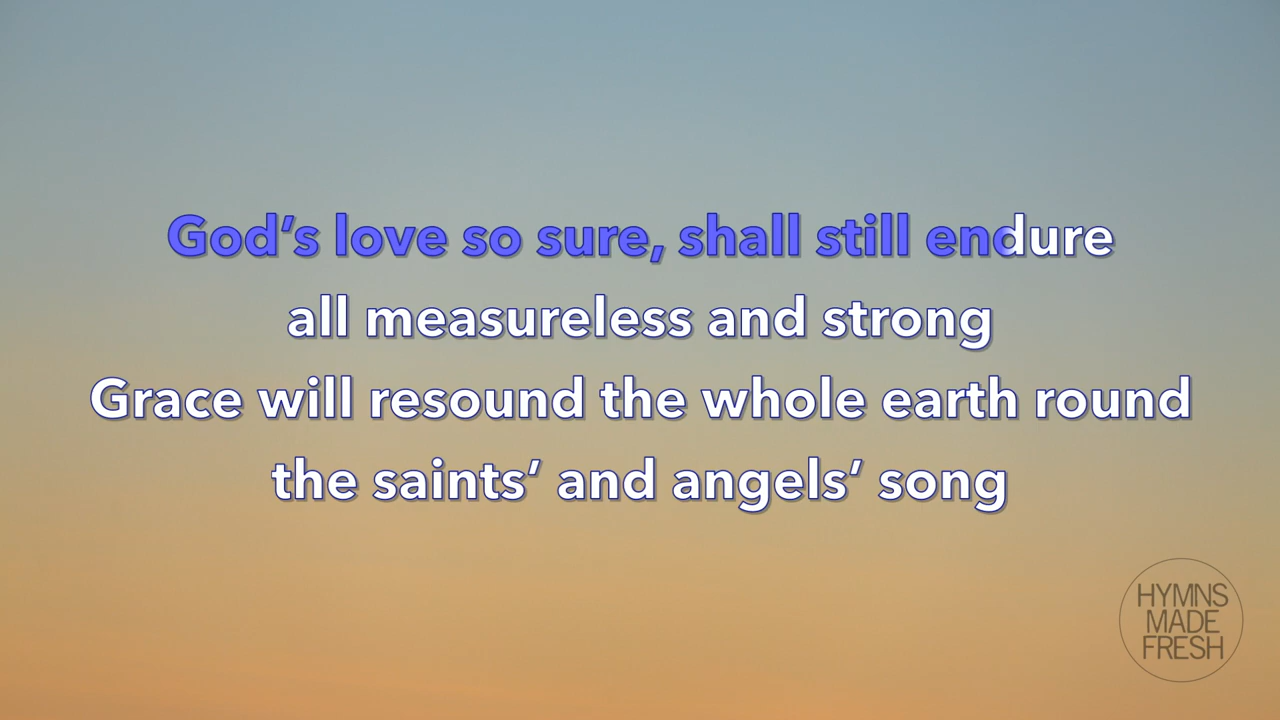 God’s love so sure, shall still endure
all measureless and strong
Grace will resound the whole earth round
the saints’ and angels’ song
HYMNS
MADE
FRESH